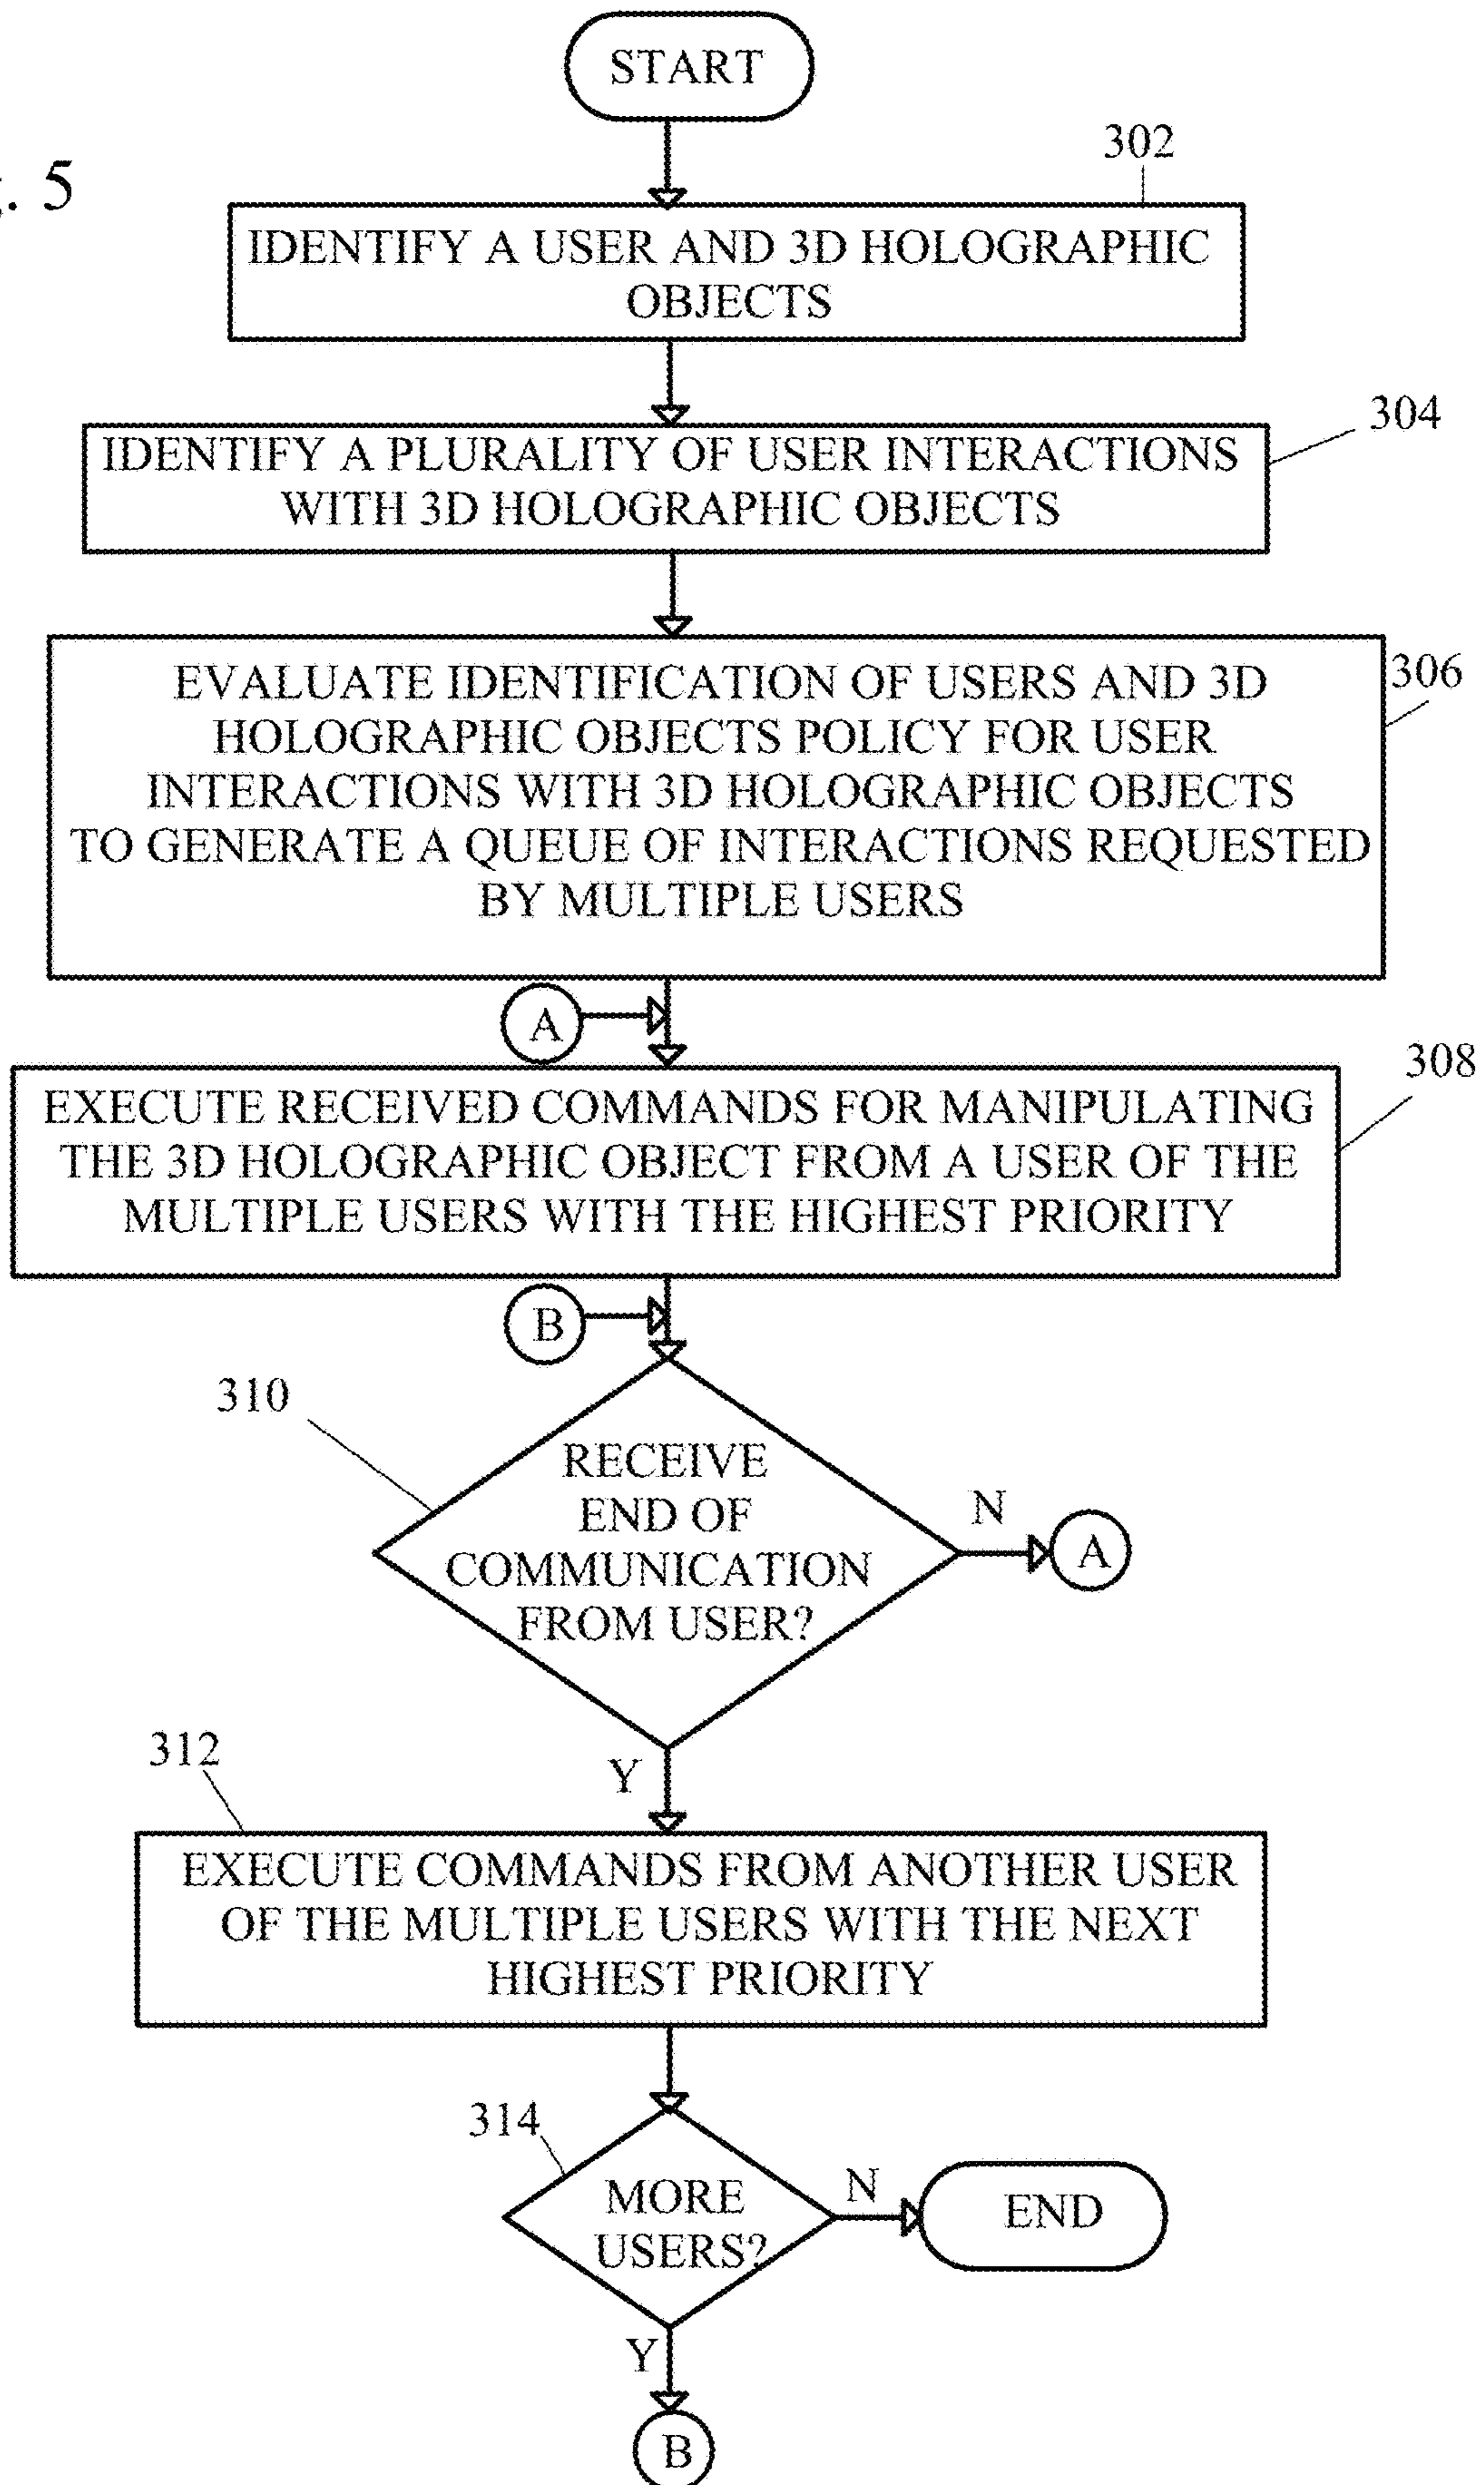 START
302
. 5
IDENTIFY A USER AND 3D HOLOGRAPHIC
OBJECTS
304
IDENTIFY A PLURALITY OF USER INTERACTIONS
WITH 3D HOLOGRAPHIC OBJECTS
306
EVALUATE IDENTIFICATION OF USERS AND 3D
HOLOGRAPHIC OBJECTS POLICY FOR USER
INTERACTIONS WITH 3D HOLOGRAPHIC OBJECTS
TO GENERATE A QUEUE OF INTERACTIONS REQUESTED
BY MULTIPLE USERS
A
308
EXECUTE RECEIVED COMMANDS FOR MANIPULATING
THE 3D HOLOGRAPHIC OBJECT FROM A USER OF THE
MULTIPLE USERS WITH THE HIGHEST PRIORITY
B
310
RECEIVE
END OF
COMMUNICATION
FROM USER?
N
A
Y
312
EXECUTE COMMANDS FROM ANOTHER USER
OF THE MULTIPLE USERS WITH THE NEXT
HIGHEST PRIORITY
314
MORE
USERS?
N
END
Y
B